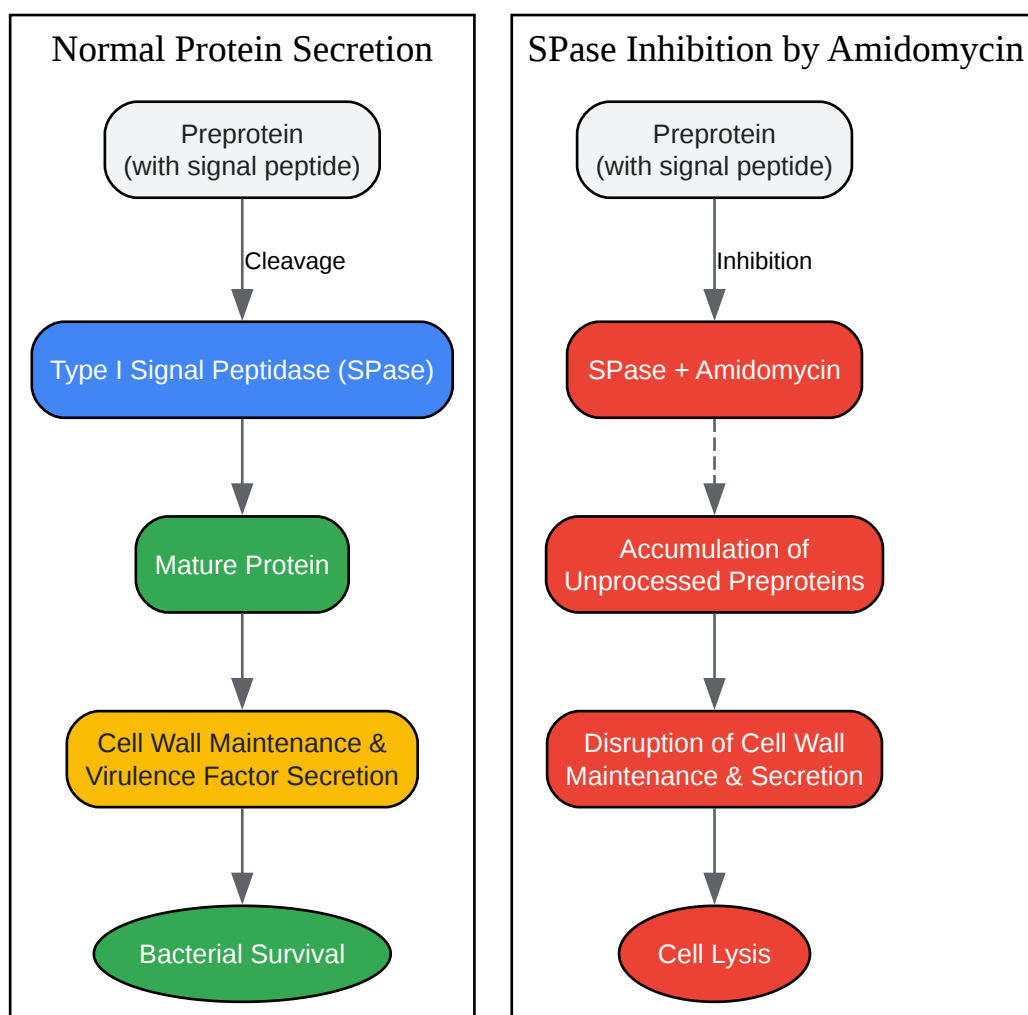 Normal Protein Secretion
Preprotein
(with signal peptide)
Cleavage
Type I Signal Peptidase (SPase)
Mature Protein
Cell Wall Maintenance &
Virulence Factor Secretion
Bacterial Survival
SPase Inhibition by Amidomycin
Preprotein
(with signal peptide)
Inhibition
SPase + Amidomycin
Accumulation of
Unprocessed Preproteins
Disruption of Cell Wall
Maintenance & Secretion
Cell Lysis